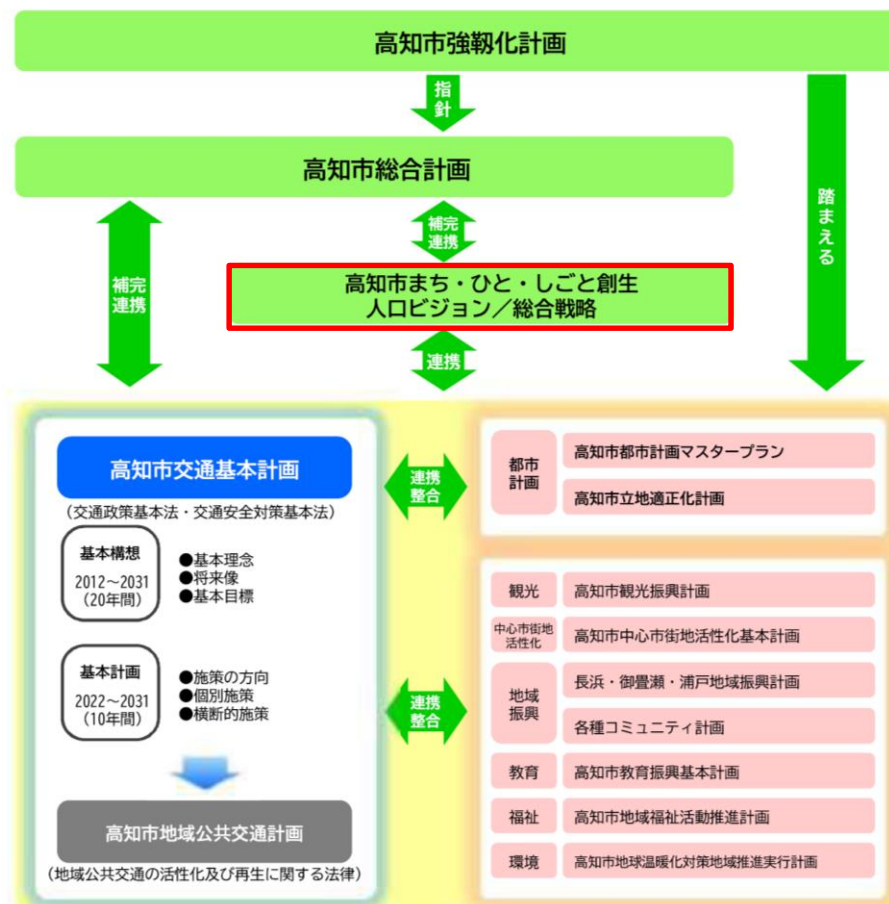 高知市強靱化計画
指針
高知市総合計画
踏まえる
補完
連携
補完
連携
高知市まち・ひと・しごと創生
人口ビジョン／総合戦略
連携
高知市交通基本計画
（交通政策基本法・交通安全対策基本法）
基本構想
2012～2031
（20年間）
●基本理念
●将来像
●基本目標
基本計画
2022～2031
（10年間）
●施策の方向
●個別施策
●横断的施策
高知市地域公共交通計画
（地域公共交通の活性化及び再生に関する法律）
連携
整合
連携
整合
都市
計画
高知市都市計画マスタープラン
高知市立地適正化計画
観光
高知市観光振興計画
中心市街地
活性化
高知市中心市街地活性化基本計画
地域
振興
長浜・御畳瀬・浦戸地域振興計画
各種コミュニティ計画
教育
高知市教育振興基本計画
福祉
高知市地域福祉活動推進計画
環境
高知市地球温暖化対策地域推進実行計画